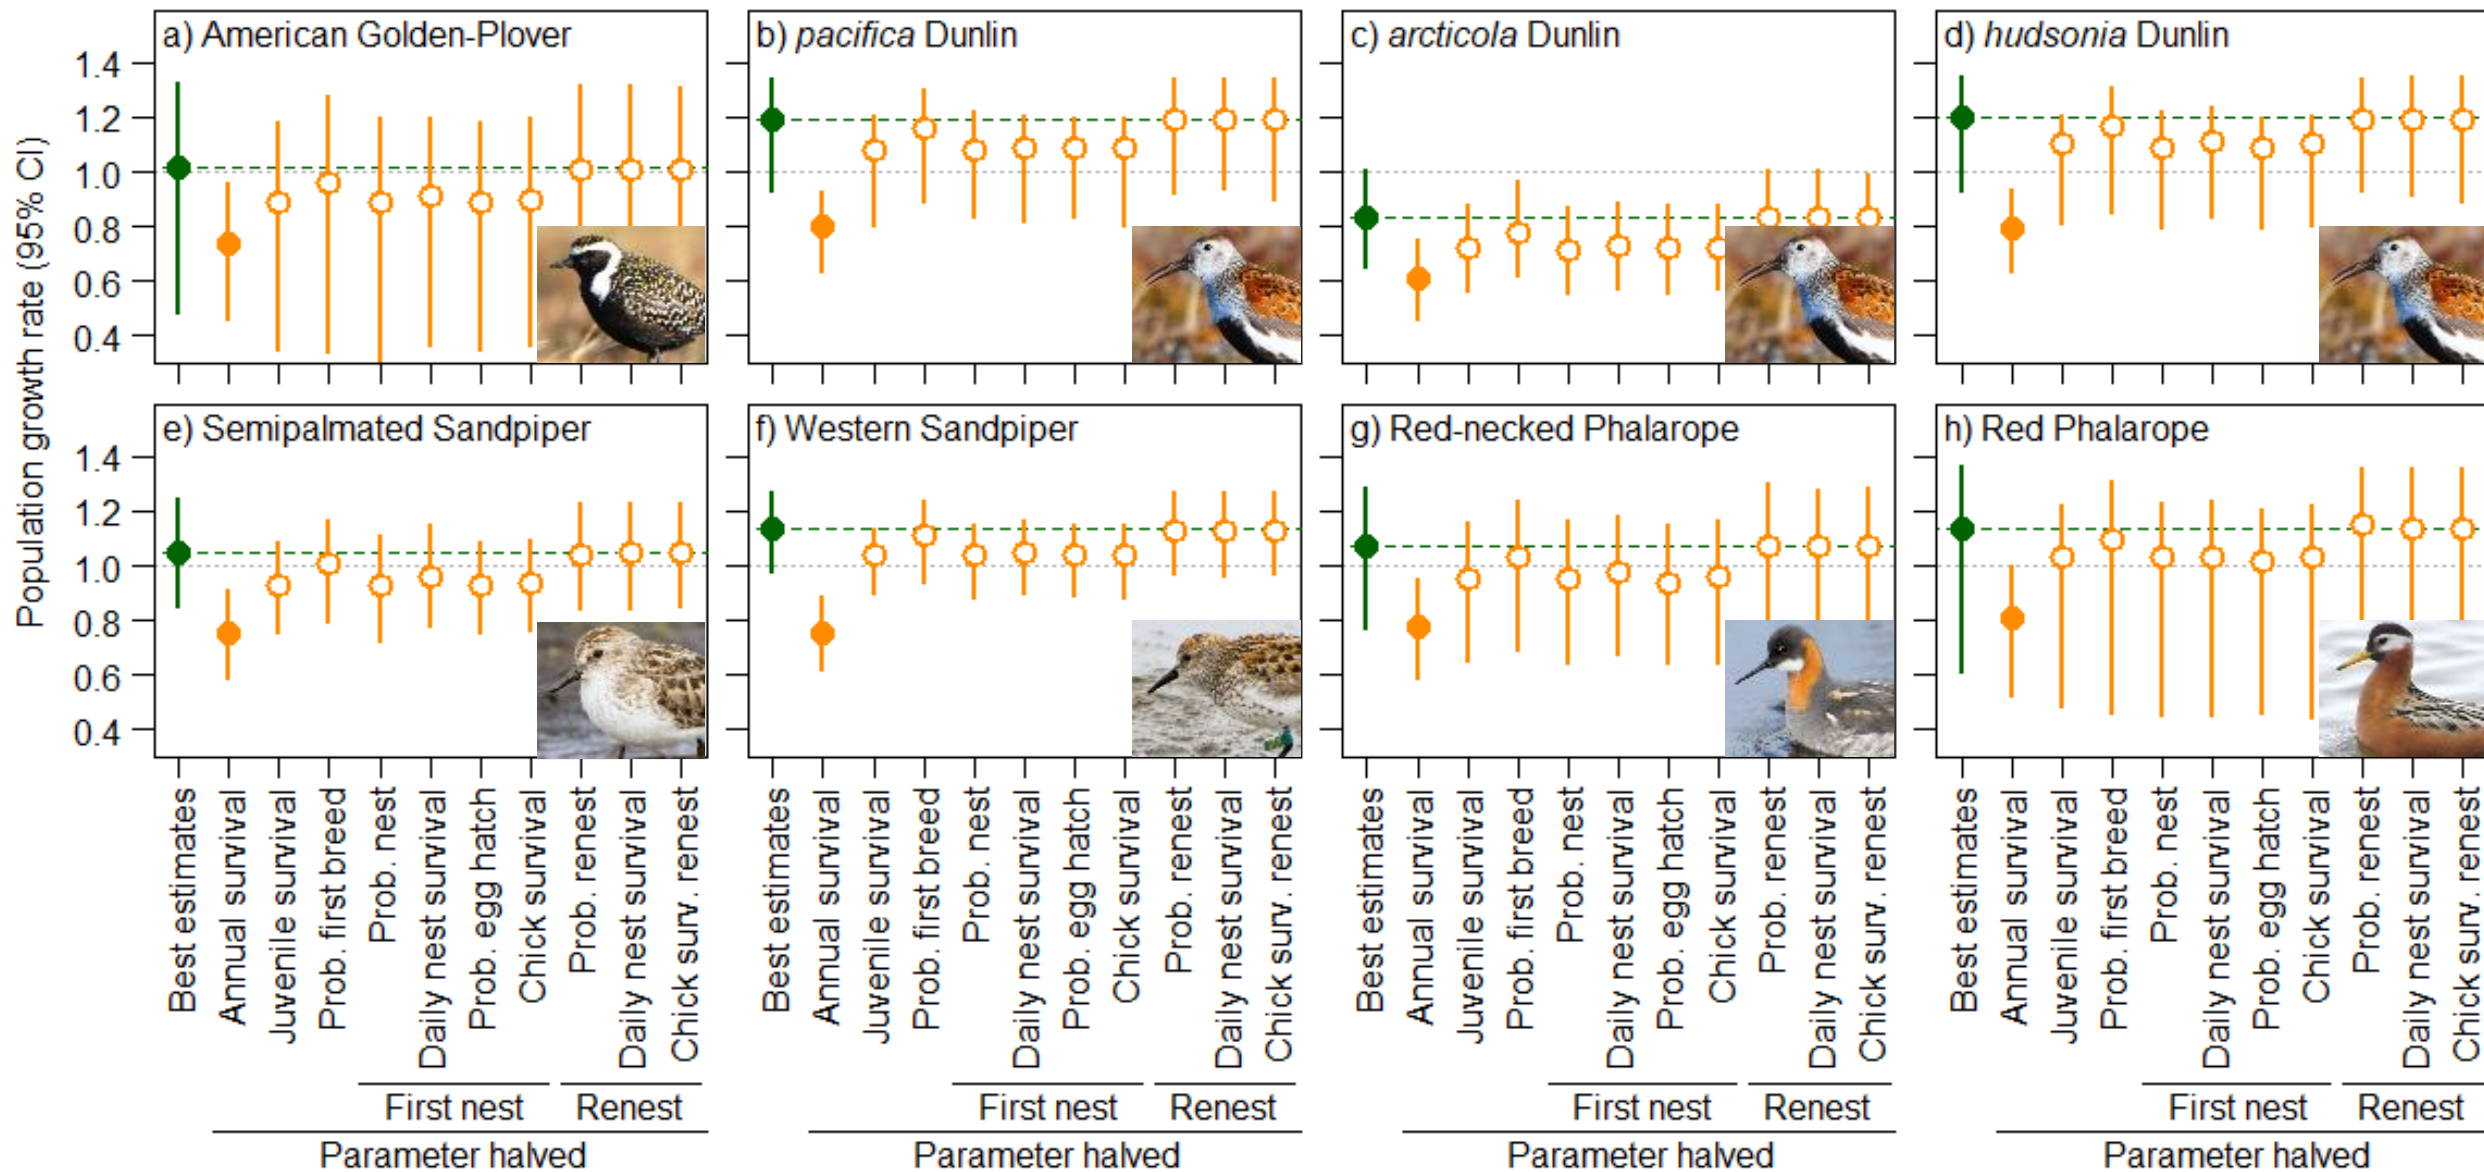 Population growth rate (95% CI)
a) American Golden-Plover
b) pacifica Dunlin
c) arcticola Dunlin
d) hudsonia Dunlin
1.4
1.2
1.0
0.8
0.6
0.4
e) Semipalmated Sandpiper
f) Western Sandpiper
g) Red-necked Phalarope
h) Red Phalarope
1.4
1.2
1.0
0.8
0.6
0.4
Best estimates
Annual survival
Juvenile survival
Prob. first breed
Prob. nest
Daily nest survival
Prob. egg hatch
Chick survival
Prob. renest
Daily nest survival
Chick surv. renest
Best estimates
Annual survival
Juvenile survival
Prob. first breed
Prob. nest
Daily nest survival
Prob. egg hatch
Chick survival
Prob. renest
Daily nest survival
Chick surv. renest
Best estimates
Annual survival
Juvenile survival
Prob. first breed
Prob. nest
Daily nest survival
Prob. egg hatch
Chick survival
Prob. renest
Daily nest survival
Chick surv. renest
Best estimates
Annual survival
Juvenile survival
Prob. first breed
Prob. nest
Daily nest survival
Prob. egg hatch
Chick survival
Prob. renest
Daily nest survival
Chick surv. renest
First nest
Renest
First nest
Renest
First nest
Renest
First nest
Renest
Parameter halved
Parameter halved
Parameter halved
Parameter halved